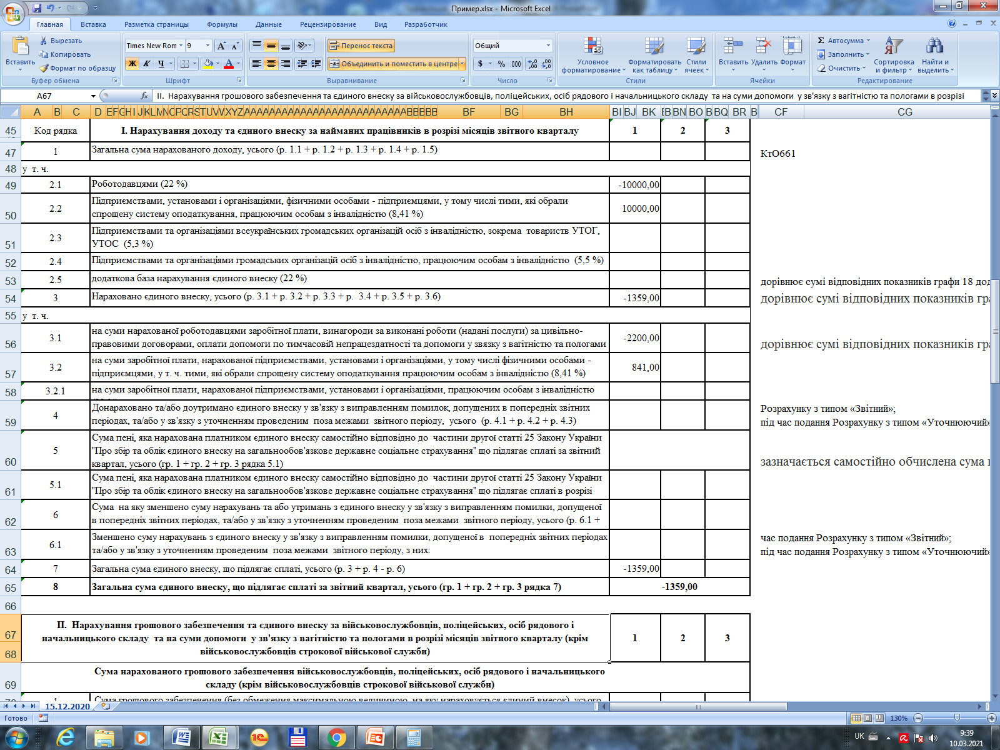 Пример.xlsx - Microsoft Excel
Главная Вставка Разметка страницы Формулы Данные Рецензирование Вид Разработчик
Вставить
Вырезать
Копировать
Формат по образцу
Буфер обмена
Times New Rom 9
Ж К Ч
Шрифт
Перенос текста
Объединить и поместить в центре
Выравнивание
Общий
$ % 000
Число
Условное форматирование
Форматировать как таблицу
Стили ячеек
Стили
Вставить Удалить Формат
Ячейки
Σ Автосумма
Заполнить
Очистить
Сортировка и фильтр
Найти и выделить
Редактирование
A67 fx II. Нарахування грошового забезпечення та єдиного внеску за військовослужбовців, поліцейських, осіб рядового і начальницького складу та на суми допомоги у зв'язку з вагітністю та пологами в розрізі
A B C D BF BG BH BI BJ BK BN BO BQ BR CF CG
45 Код рядка I. Нарахування доходу та єдиного внеску за найманих працівників в розрізі місяців звітного кварталу 1 2 3
47 1 Загальна сума нарахованого доходу, усього (р. 1.1 + р. 1.2 + р. 1.3 + р. 1.4 + р. 1.5) КтО661
48 у т. ч.
49 2.1 Роботодавцями (22 %) -10000,00
50 2.2 Підприємствами, установами і організаціями, фізичними особами - підприємцями, у тому числі тими, які обрали
спрощену систему оподаткування, працюючим особам з інвалідністю (8,41 %) 10000,00
51 2.3 Підприємствами та організаціями всеукраїнських громадських організацій осіб з інвалідністю, зокрема товариств УТОГ,
УТОС (5,3 %)
52 2.4 Підприємствами та організаціями громадських організацій осіб з інвалідністю, працюючим особам з інвалідністю (5,5 %)
53 2.5 додаткова база нарахування єдиного внеску (22 %) дорівнює сумі відповідних показників графи 18 дод
54 3 Нараховано єдиного внеску, усього (р. 3.1 + р. 3.2 + р. 3.3 + р. 3.4 + р. 3.5 + р. 3.6) -1359,00 дорівнює сумі відповідних показників гра
55 у т. ч.
56 3.1 на суми нарахованої роботодавцями заробітної плати, винагороди за виконані роботи (надані послуги) за цивільно-
правовими договорами, оплати допомоги по тимчасовій непрацездатності та допомоги у звязку з вагітністю та пологами -2200,00 дорівнює сумі відповідних показників гра
57 3.2 на суми заробітної плати, нарахованої підприємствами, установами і організаціями, у тому числі фізичними особами -
підприємцями, у т. ч. тими, які обрали спрощену систему оподаткування працюючим особам з інвалідністю (8,41 %) 841,00
58 3.2.1 на суми заробітної плати, нарахованої підприємствами, установами і організаціями, працюючим особам з інвалідністю
59 4 Донараховано та/або доутримано єдиного внеску у зв'язку з виправленням помилок, допущених в попередніх звітних Розрахунку з типом «Звітний»;
періодах, та/або у зв'язку з уточненням проведеним поза межами звітного періоду, усього (р. 4.1 + р. 4.2 + р. 4.3) під час подання Розрахунку з типом «Уточнюючий»
60 5 Сума пені, яка нарахована платником єдиного внеску самостійно відповідно до частини другої статті 25 Закону України
"Про збір та облік єдиного внеску на загальнообов'язкове державне соціальне страхування" що підлягає сплаті за звітний
квартал, усього (гр. 1 + гр. 2 + гр. 3 рядка 5.1) зазначається самостійно обчислена сума
61 5.1 Сума пені, яка нарахована платником єдиного внеску самостійно відповідно до частини другої статті 25 Закону України
"Про збір та облік єдиного внеску на загальнообов'язкове державне соціальне страхування" що підлягає сплаті в розрізі
62 6 Сума на яку зменшено суму нарахувань та або утримань з єдиного внеску у зв'язку з виправленням помилки, допущеної
в попередніх звітних періодах, та/або у зв'язку з уточненням проведеним поза межами звітного періоду, усього (р. 6.1 +
63 6.1 Зменшено суму нарахувань з єдиного внеску у зв'язку з виправленням помилки, допущеної в попередніх звітних періодах час подання Розрахунку з типом «Звітний»;
та/або у зв'язку з уточненням проведеним поза межами звітного періоду, з них: під час подання Розрахунку з типом «Уточнюючий»
64 7 Загальна сума єдиного внеску, що підлягає сплаті, усього (р. 3 + р. 4 - р. 6) -1359,00
65 8 Загальна сума єдиного внеску, що підлягає сплаті за звітний квартал, усього (гр. 1 + гр. 2 + гр. 3 рядка 7) -1359,00
66
67 II. Нарахування грошового забезпечення та єдиного внеску за військовослужбовців, поліцейських, осіб рядового і
начальницького складу та на суми допомоги у зв'язку з вагітністю та пологами в розрізі місяців звітного кварталу (крім 1 2 3
68 військовослужбовців строкової військової служби)
69 Сума нарахованого грошового забезпечення військовослужбовців, поліцейських, осіб рядового і начальницького
складу (крім військовослужбовців строкової військової служби)
1 Сума грошового забезпечення (без обмеження максимальною величиною, на яку нараховується єдиний внесок), усього
15.12.2020
Готово 130%
UK 9:39
10.03.2021